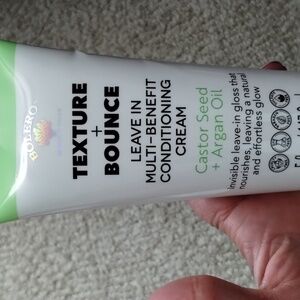 BOLERO
TEXTURE
+
BOUNCE
LEAVE IN
MULTI-BENEFIT
CONDITIONING
CREAM
Castor Seed
+ Argan Oil
Invisible leave-in gloss that
nourishes, leaving a natural
and effortless glow